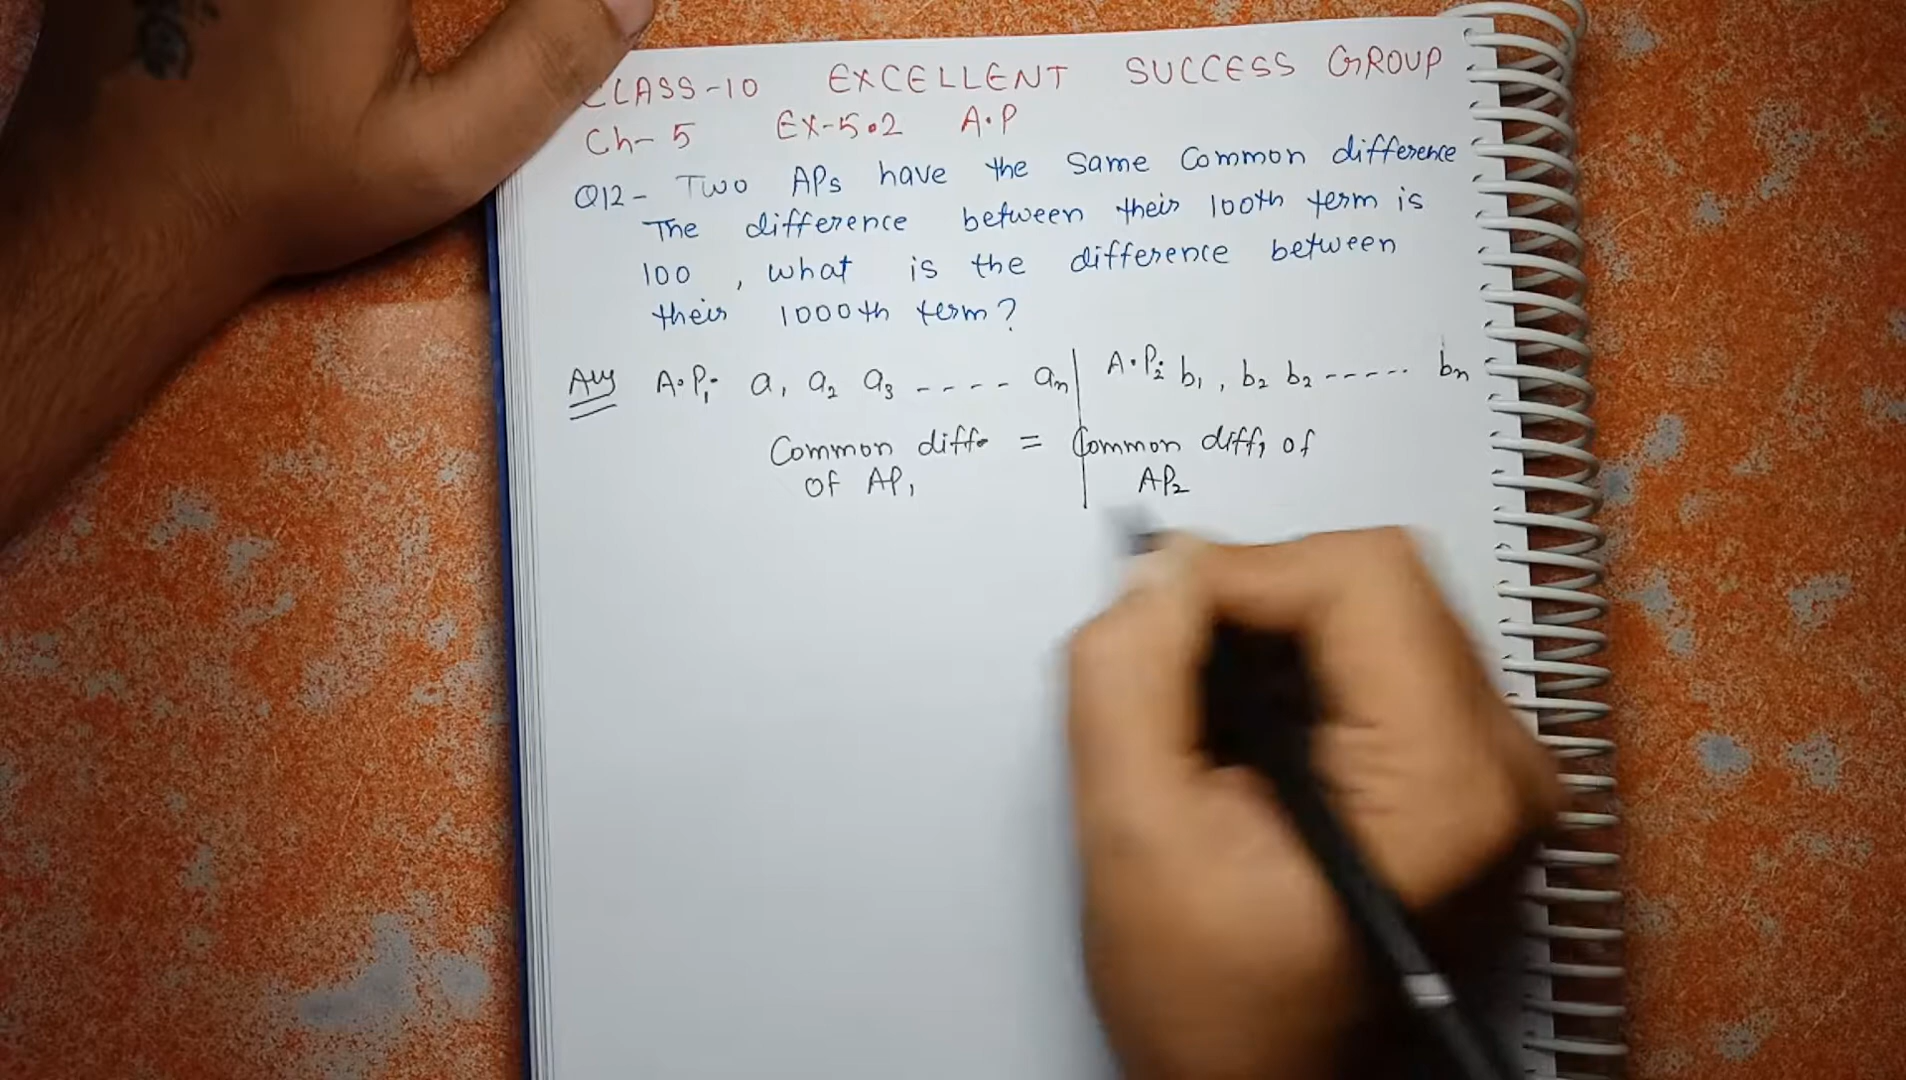 CLASS-10 EXCELLENT SUCCESS GROUP
Ch- 5 EX-5.2 A.P
Q12- Two APs have the same common difference
The difference between their 100th term is
100 , what is the difference between
their 1000th term?
Ans A.P₁:- a₁ a₂ a₃ ---- aₙ | A.P₂: b₁ , b₂ b₂ ----- bₙ
Common diff. = Common diff, of
of AP₁ AP₂